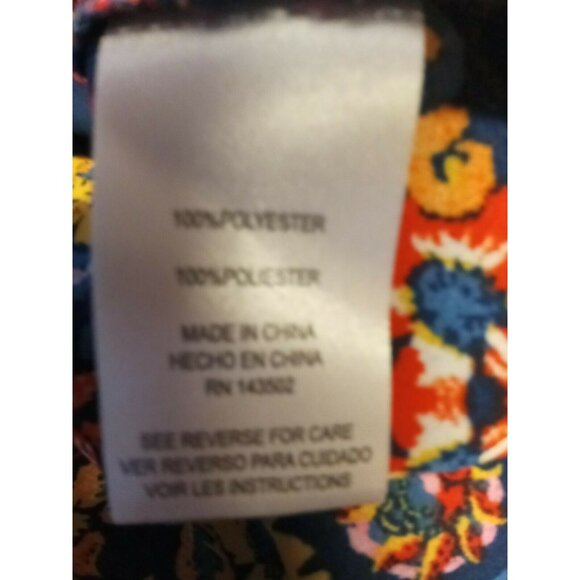 100%POLYESTER
100%POLIESTER
MADE IN CHINA
HECHO EN CHINA
RN 143502
SEE REVERSE FOR CARE
VER REVERSO PARA CUIDADO
VOIR LES INSTRUCTIONS